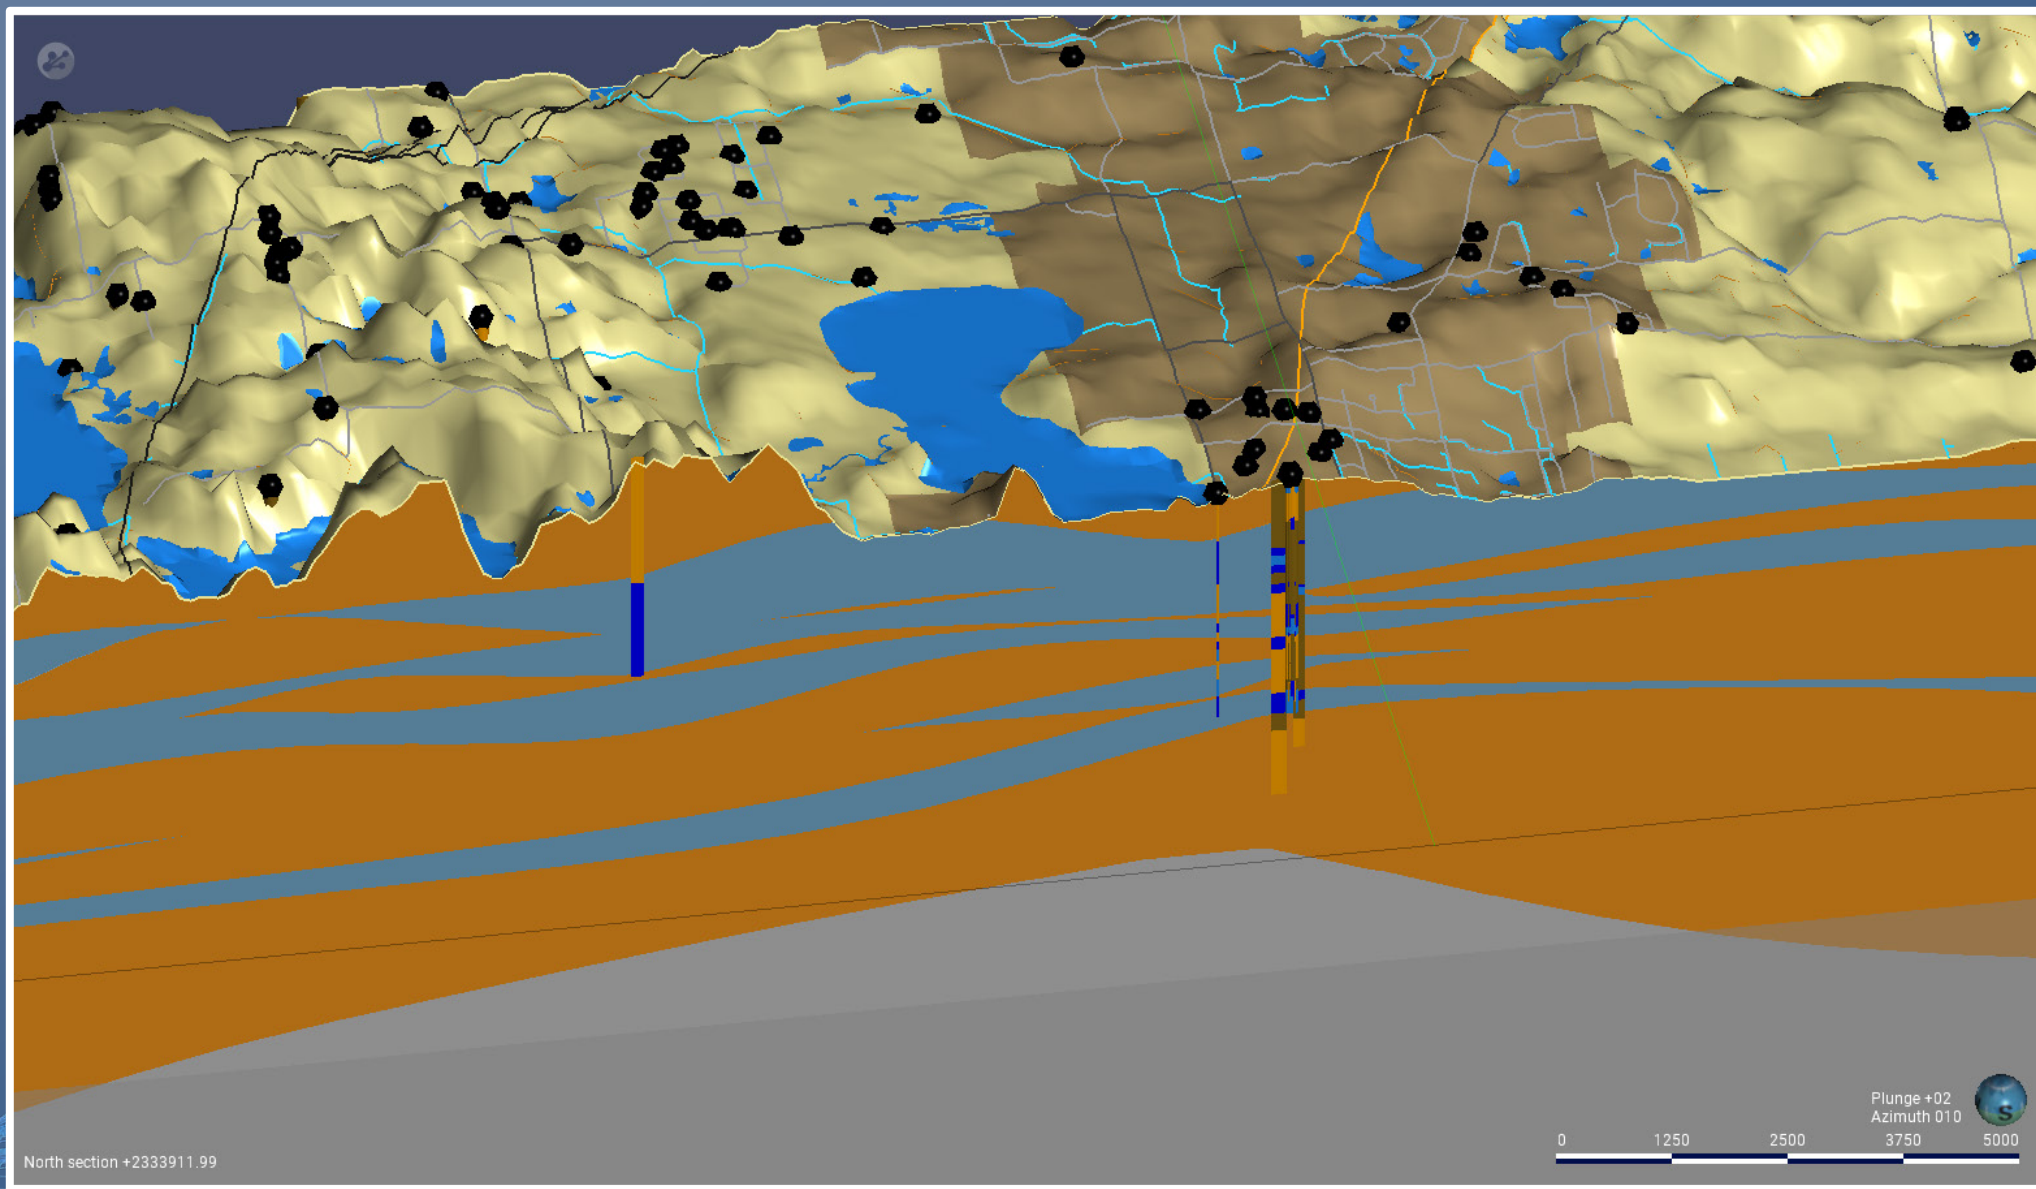 Plunge +02
Azimuth 010
S
0 1250 2500 3750 5000
North section +2333911.99